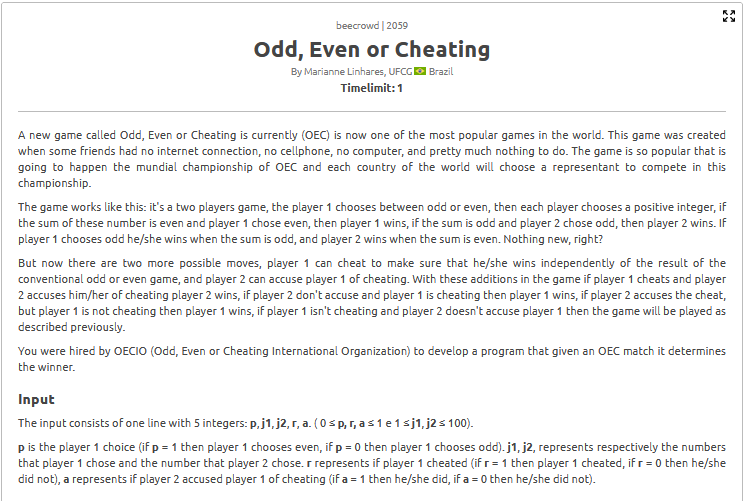 beecrowd | 2059
Odd, Even or Cheating
By Marianne Linhares, UFCG Brazil
Timelimit: 1
A new game called Odd, Even or Cheating is currently (OEC) is now one of the most popular games in the world. This game was created
when some friends had no internet connection, no cellphone, no computer, and pretty much nothing to do. The game is so popular that is
going to happen the mundial championship of OEC and each country of the world will choose a representant to compete in this
championship.
The game works like this: it's a two players game, the player 1 chooses between odd or even, then each player chooses a positive integer, if
the sum of these number is even and player 1 chose even, then player 1 wins, if the sum is odd and player 2 chose odd, then player 2 wins. If
player 1 chooses odd he/she wins when the sum is odd, and player 2 wins when the sum is even. Nothing new, right?
But now there are two more possible moves, player 1 can cheat to make sure that he/she wins independently of the result of the
conventional odd or even game, and player 2 can accuse player 1 of cheating. With these additions in the game if player 1 cheats and player
2 accuses him/her of cheating player 2 wins, if player 2 don't accuse and player 1 is cheating then player 1 wins, if player 2 accuses the cheat,
but player 1 is not cheating then player 1 wins, if player 1 isn't cheating and player 2 doesn't accuse player 1 then the game will be played as
described previously.
You were hired by OECIO (Odd, Even or Cheating International Organization) to develop a program that given an OEC match it determines
the winner.
Input
The input consists of one line with 5 integers: p, j1, j2, r, a. ( 0 ≤ p, r, a ≤ 1 e 1 ≤ j1, j2 ≤ 100).
p is the player 1 choice (if p = 1 then player 1 chooses even, if p = 0 then player 1 chooses odd). j1, j2, represents respectively the numbers
that player 1 chose and the number that player 2 chose. r represents if player 1 cheated (if r = 1 then player 1 cheated, if r = 0 then he/she
did not), a represents if player 2 accused player 1 of cheating (if a = 1 then he/she did, if a = 0 then he/she did not).